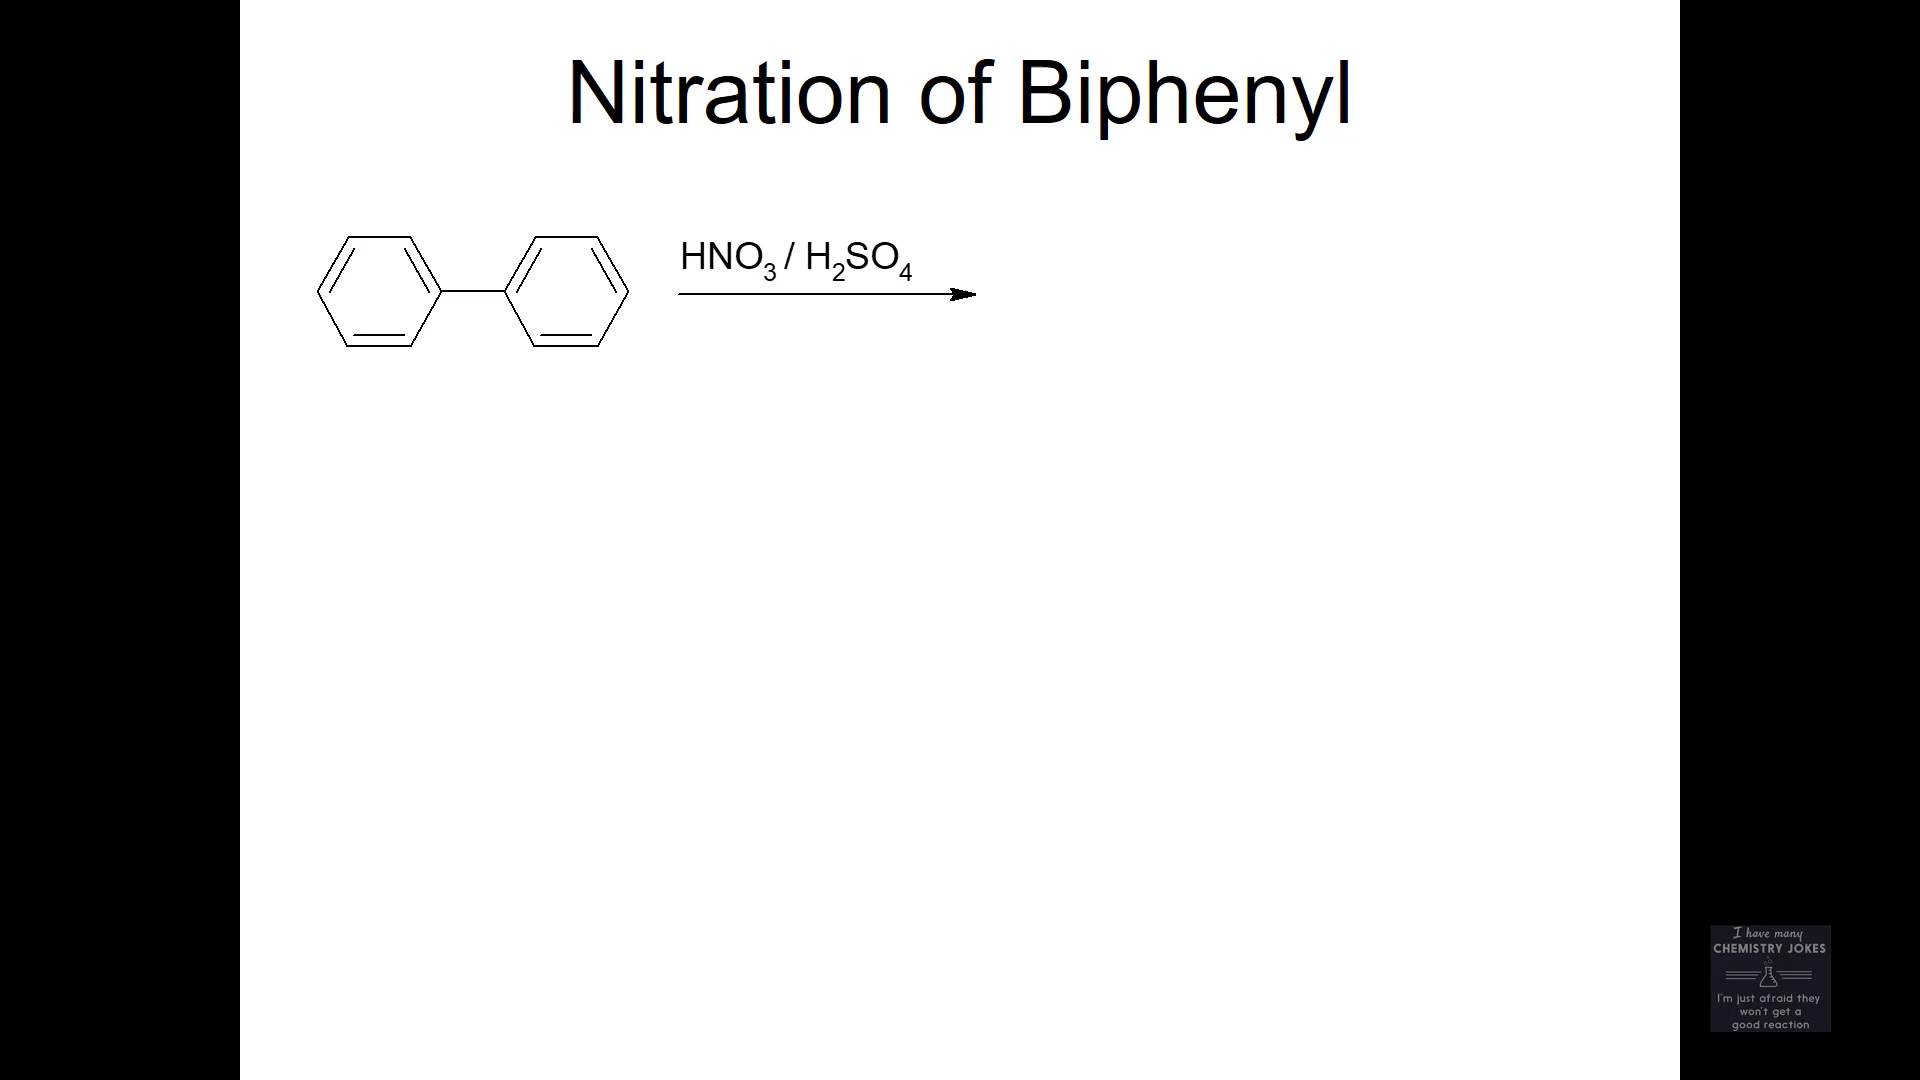 Nitration of Biphenyl
HNO₃ / H₂SO₄
I have many
CHEMISTRY JOKES
I'm just afraid they
won't get a
good reaction